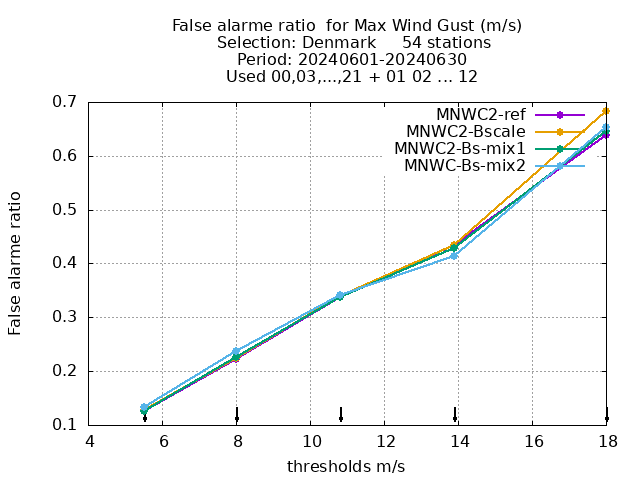 False alarme ratio  for Max Wind Gust (m/s)
Selection: Denmark     54 stations
Period: 20240601-20240630
Used 00,03,...,21 + 01 02 ... 12
MNWC2-ref
MNWC2-Bscale
MNWC2-Bs-mix1
MNWC-Bs-mix2
False alarme ratio
0.7
0.6
0.5
0.4
0.3
0.2
0.1
4 6 8 10 12 14 16 18
thresholds m/s